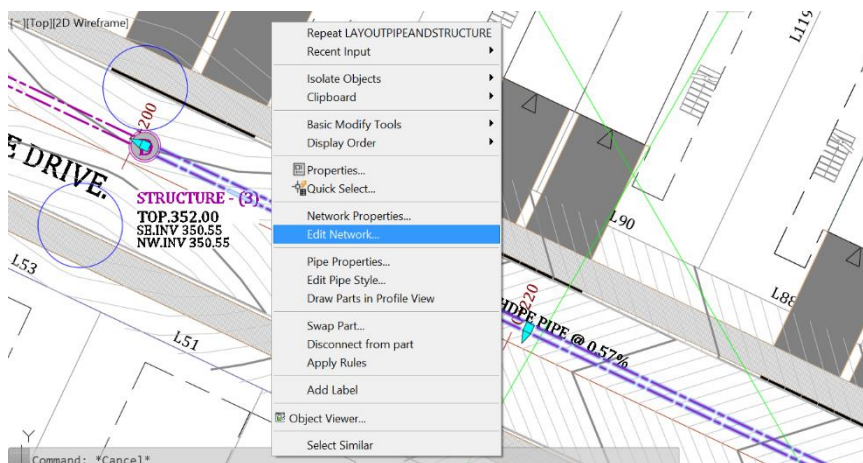 [-][Top][2D Wireframe]
Repeat LAYOUTPIPEANDSTRUCTURE
Recent Input
Isolate Objects
Clipboard
Basic Modify Tools
Display Order
Properties...
Quick Select...
Network Properties...
Edit Network...
Pipe Properties...
Edit Pipe Style...
Draw Parts in Profile View
Swap Part...
Disconnect from part
Apply Rules
Add Label
Object Viewer...
Select Similar
E DRIVE.
STRUCTURE - (3)
TOP.352.00
SE.INV 350.55
NW.INV 350.55
L53
L51
L119
L90
L88
HDPE PIPE @ 0.57%
Y
Command: *Cancel*